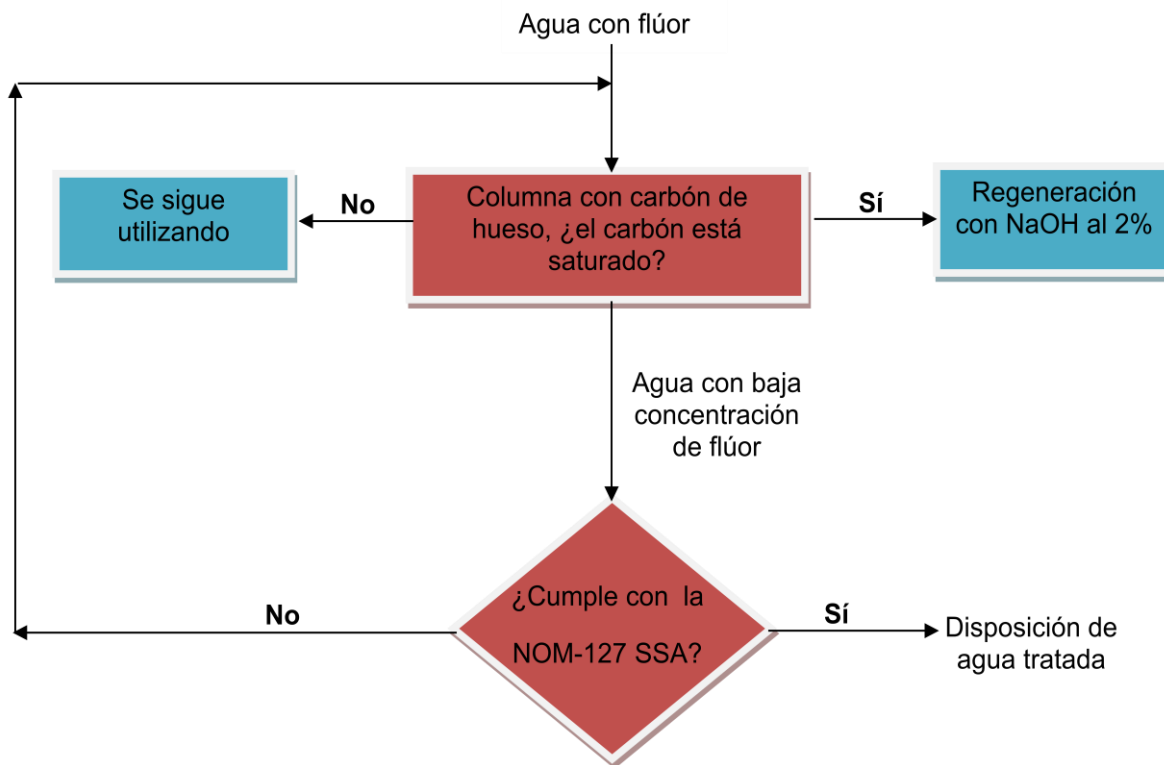 Agua con flúor
Se sigue
utilizando
No
Columna con carbón de
hueso, ¿el carbón está
saturado?
Sí
Regeneración
con NaOH al 2%
Agua con baja
concentración
de flúor
No
¿Cumple con la
NOM-127 SSA?
Sí
Disposición de
agua tratada